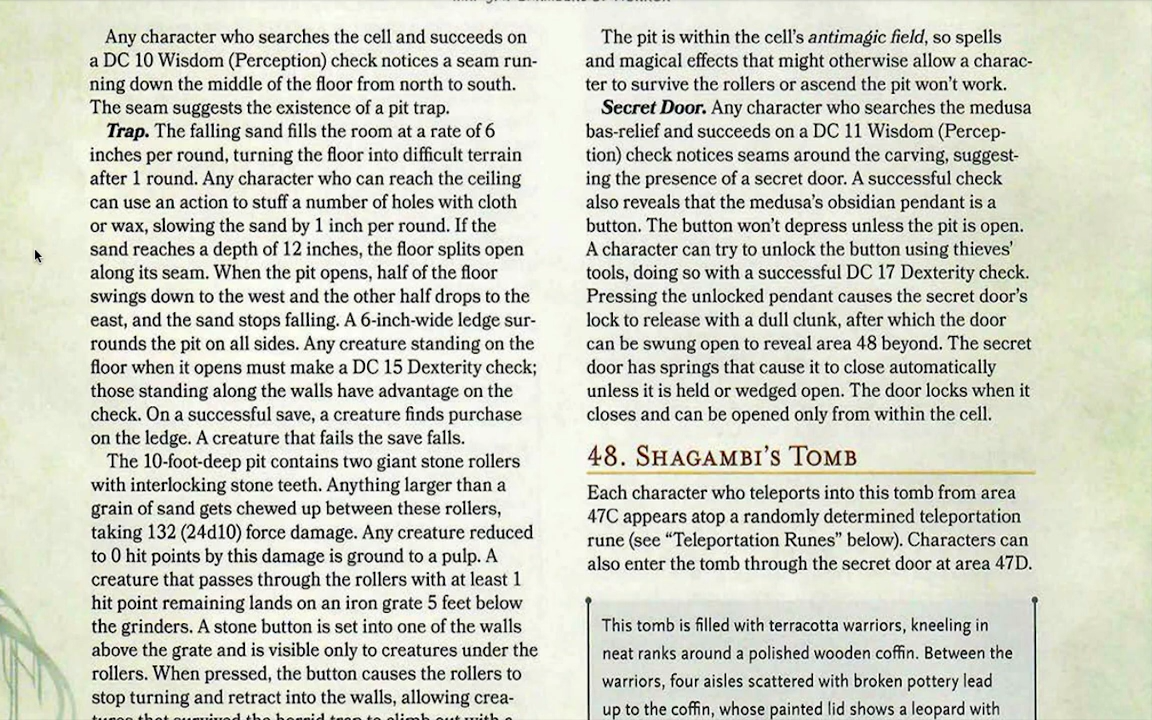 Any character who searches the cell and succeeds on
a DC 10 Wisdom (Perception) check notices a seam run-
ning down the middle of the floor from north to south.
The seam suggests the existence of a pit trap.
Trap. The falling sand fills the room at a rate of 6
inches per round, turning the floor into difficult terrain
after 1 round. Any character who can reach the ceiling
can use an action to stuff a number of holes with cloth
or wax, slowing the sand by 1 inch per round. If the
sand reaches a depth of 12 inches, the floor splits open
along its seam. When the pit opens, half of the floor
swings down to the west and the other half drops to the
east, and the sand stops falling. A 6-inch-wide ledge sur-
rounds the pit on all sides. Any creature standing on the
floor when it opens must make a DC 15 Dexterity check;
those standing along the walls have advantage on the
check. On a successful save, a creature finds purchase
on the ledge. A creature that fails the save falls.
The 10-foot-deep pit contains two giant stone rollers
with interlocking stone teeth. Anything larger than a
grain of sand gets chewed up between these rollers,
taking 132 (24d10) force damage. Any creature reduced
to 0 hit points by this damage is ground to a pulp. A
creature that passes through the rollers with at least 1
hit point remaining lands on an iron grate 5 feet below
the grinders. A stone button is set into one of the walls
above the grate and is visible only to creatures under the
rollers. When pressed, the button causes the rollers to
stop turning and retract into the walls, allowing crea-
tures that survived the horrid trap to climb out with a
The pit is within the cell's antimagic field, so spells
and magical effects that might otherwise allow a charac-
ter to survive the rollers or ascend the pit won't work.
Secret Door. Any character who searches the medusa
bas-relief and succeeds on a DC 11 Wisdom (Percep-
tion) check notices seams around the carving, suggest-
ing the presence of a secret door. A successful check
also reveals that the medusa's obsidian pendant is a
button. The button won't depress unless the pit is open.
A character can try to unlock the button using thieves'
tools, doing so with a successful DC 17 Dexterity check.
Pressing the unlocked pendant causes the secret door's
lock to release with a dull clunk, after which the door
can be swung open to reveal area 48 beyond. The secret
door has springs that cause it to close automatically
unless it is held or wedged open. The door locks when it
closes and can be opened only from within the cell.
48. Shagambi's Tomb
Each character who teleports into this tomb from area
47C appears atop a randomly determined teleportation
rune (see “Teleportation Runes” below). Characters can
also enter the tomb through the secret door at area 47D.
This tomb is filled with terracotta warriors, kneeling in
neat ranks around a polished wooden coffin. Between the
warriors, four aisles scattered with broken pottery lead
up to the coffin, whose painted lid shows a leopard with